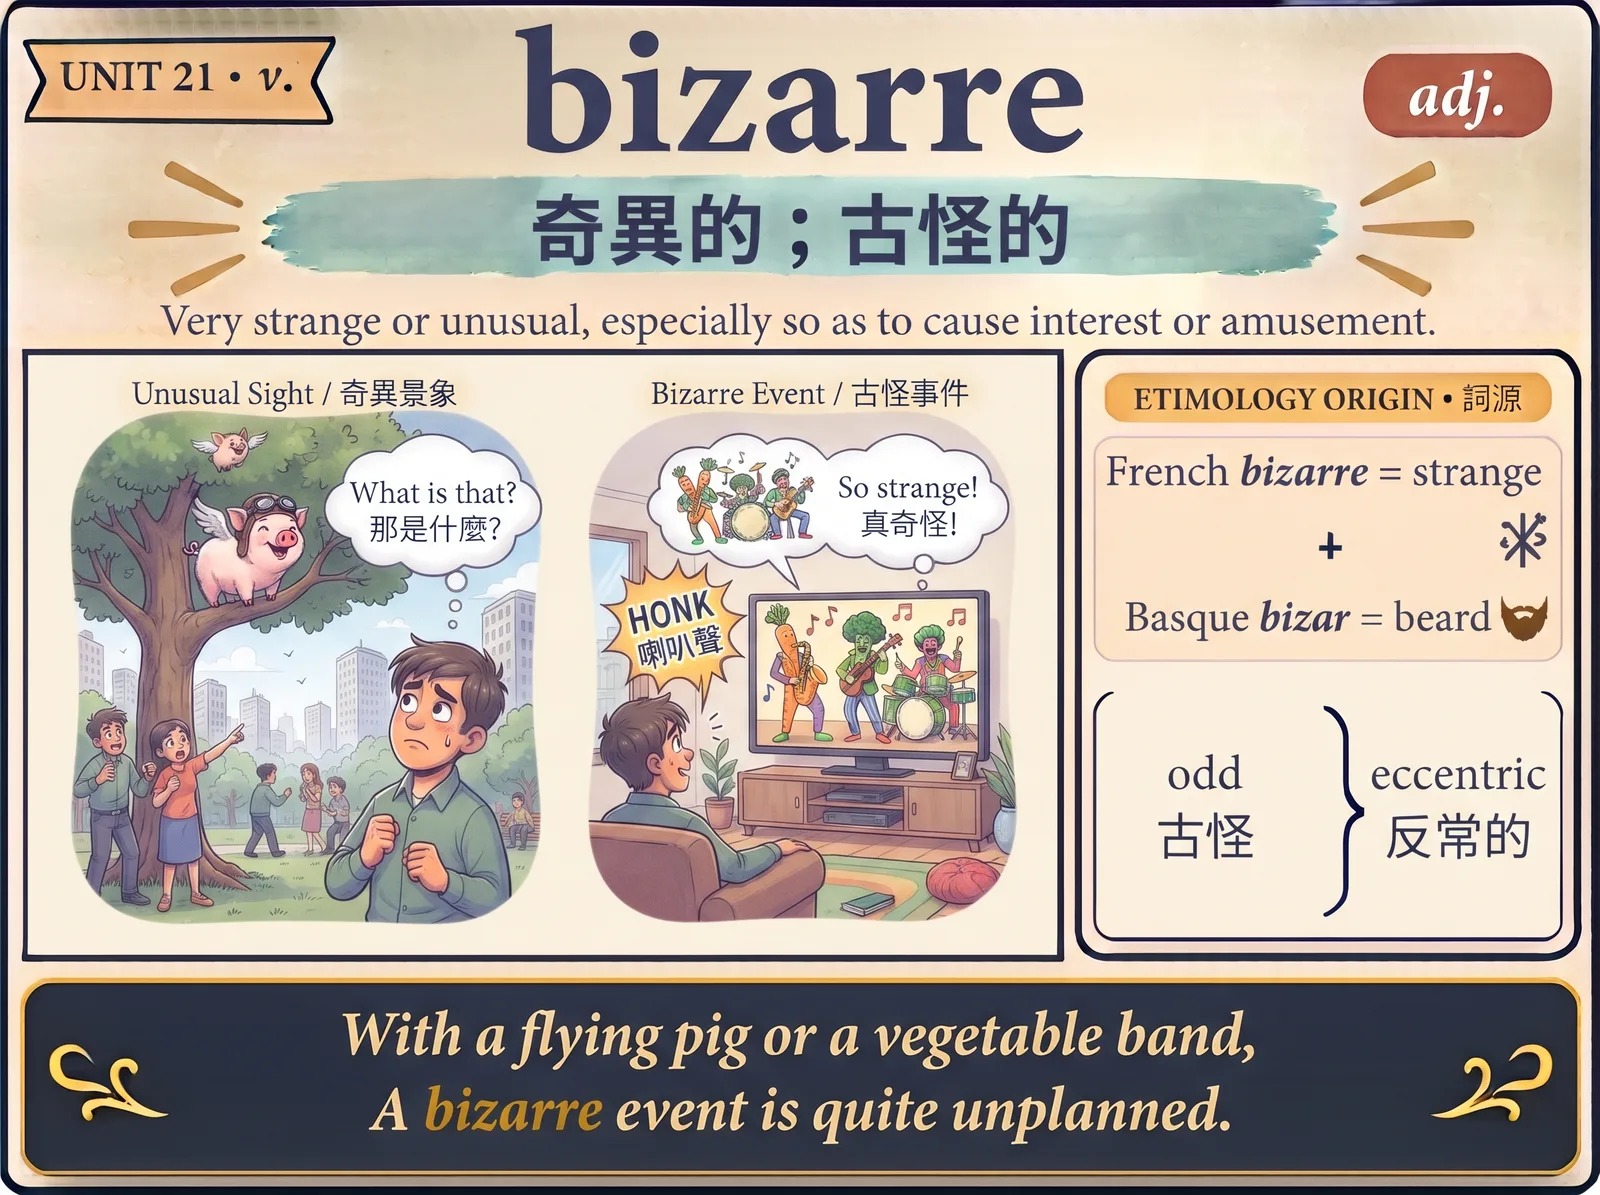 UNIT 21 • v.
bizarre
adj.
奇異的；古怪的
Very strange or unusual, especially so as to cause interest or amusement.
Unusual Sight / 奇異景象
What is that?
那是什麼?
Bizarre Event / 古怪事件
So strange!
真奇怪!
HONK
喇叭聲
ETIMOLOGY ORIGIN • 詞源
French bizarre = strange
+
Basque bizar = beard
odd
古怪
eccentric
反常的
With a flying pig or a vegetable band,
A bizarre event is quite unplanned.